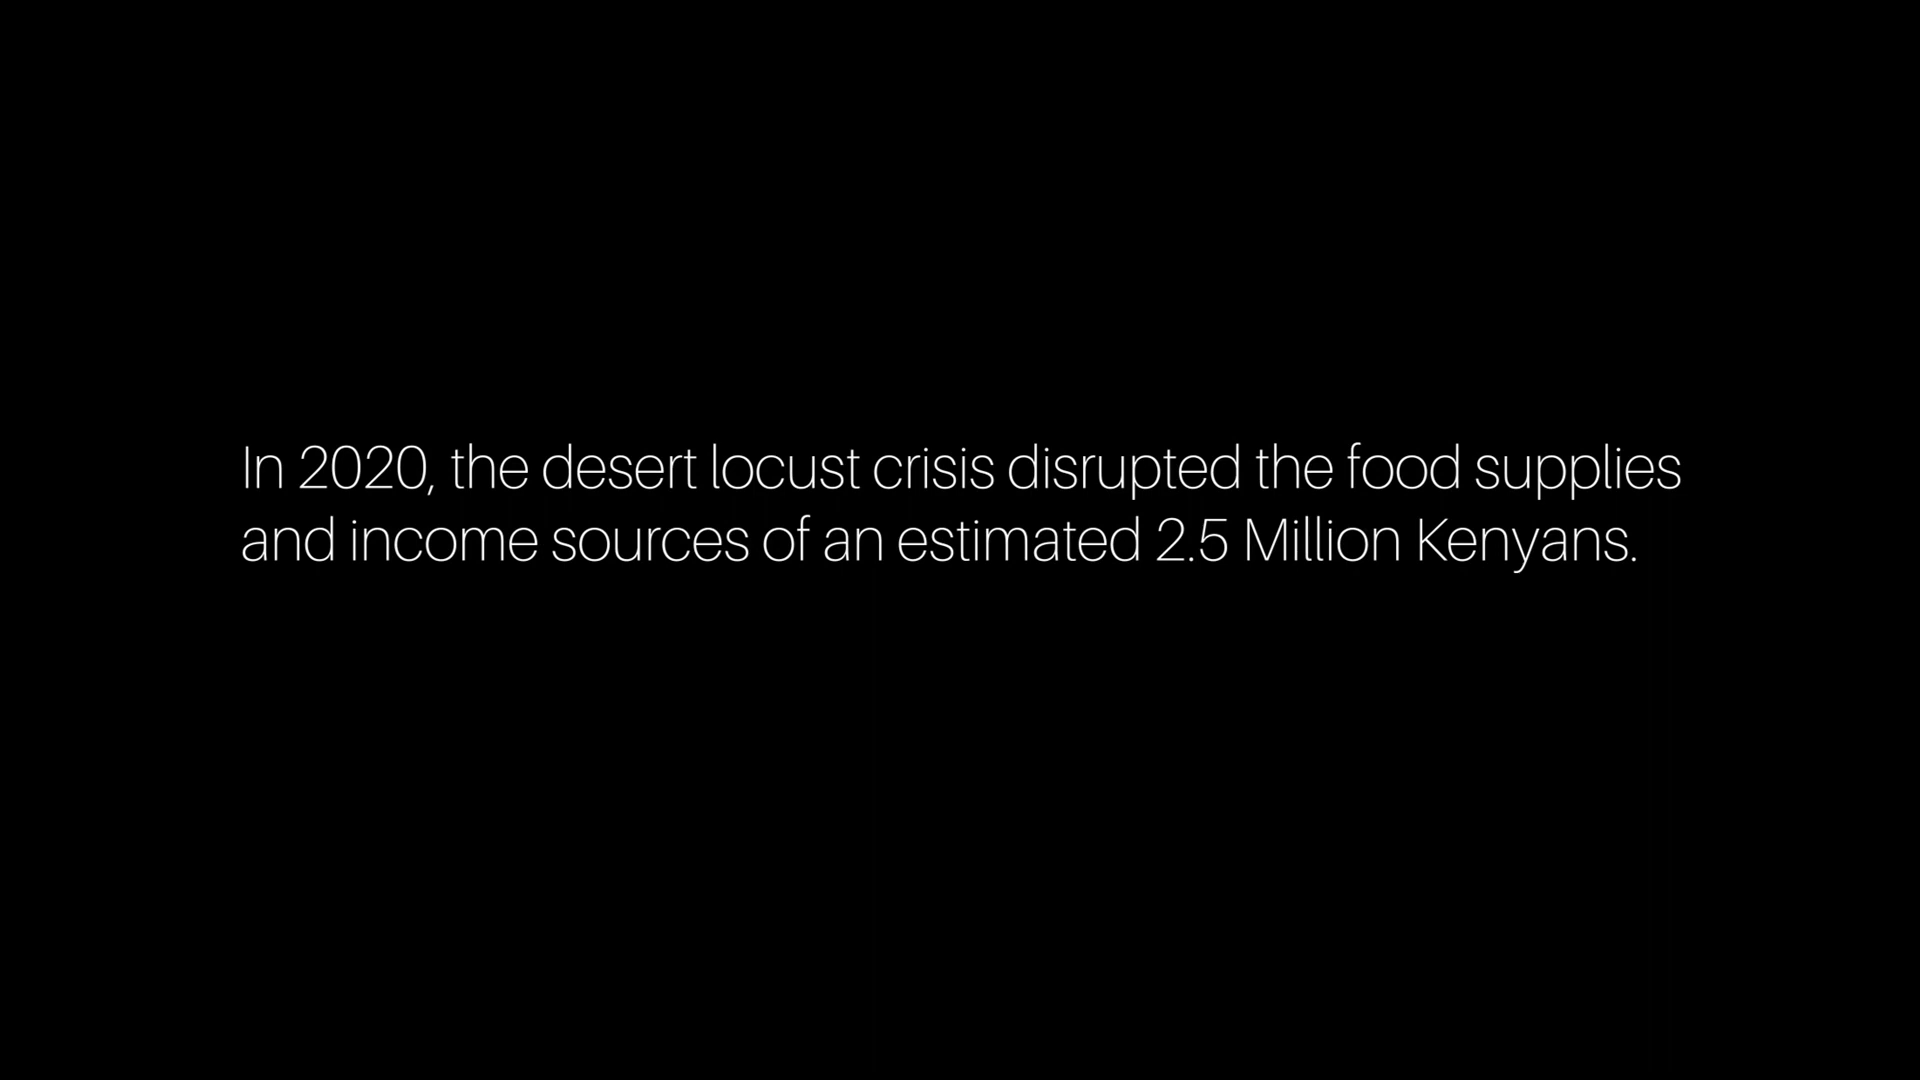 In 2020, the desert locust crisis disrupted the food supplies
and income sources of an estimated 2.5 Million Kenyans.